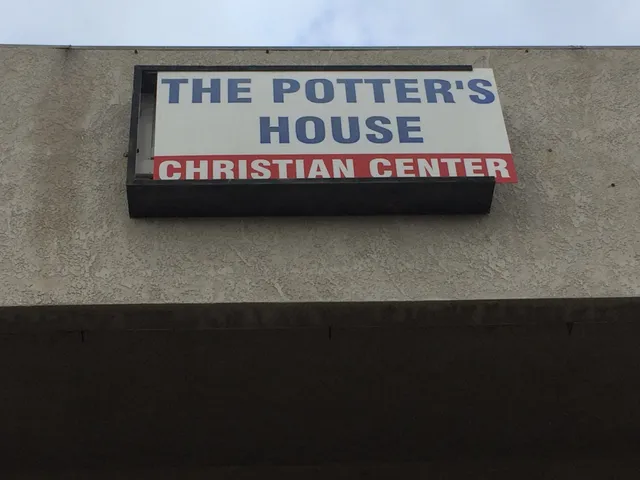 THE POTTER'S
HOUSE
CHRISTIAN CENTER